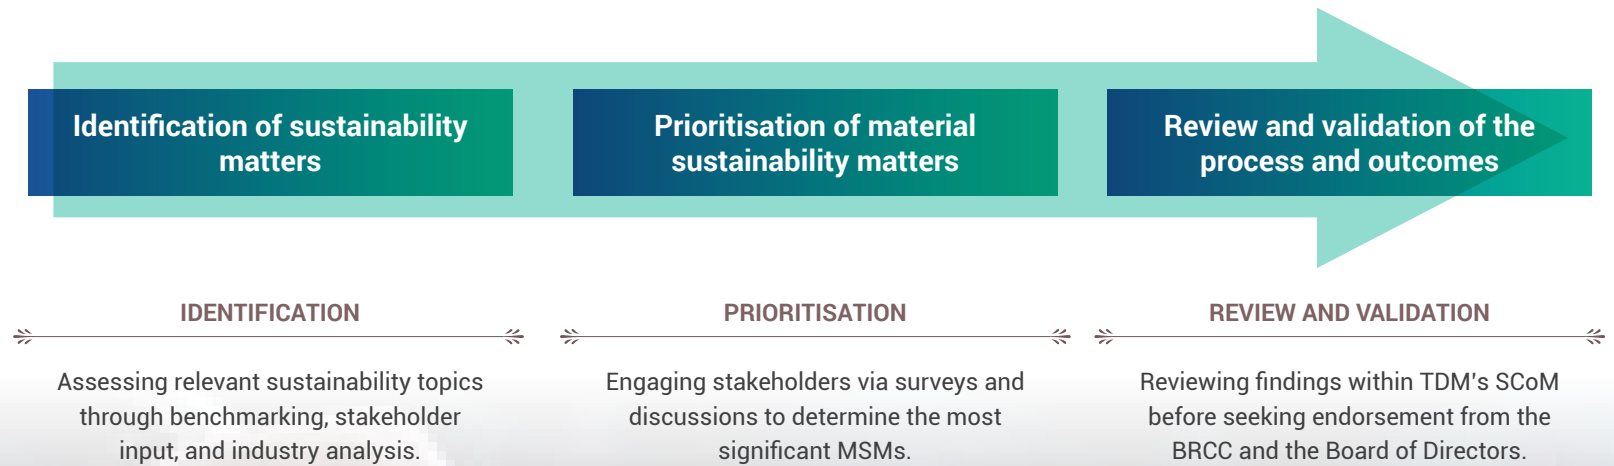 Identification of sustainability
matters
Prioritisation of material
sustainability matters
Review and validation of the
process and outcomes
IDENTIFICATION
Assessing relevant sustainability topics
through benchmarking, stakeholder
input, and industry analysis.
PRIORITISATION
Engaging stakeholders via surveys and
discussions to determine the most
significant MSMs.
REVIEW AND VALIDATION
Reviewing findings within TDM's SCoM
before seeking endorsement from the
BRCC and the Board of Directors.